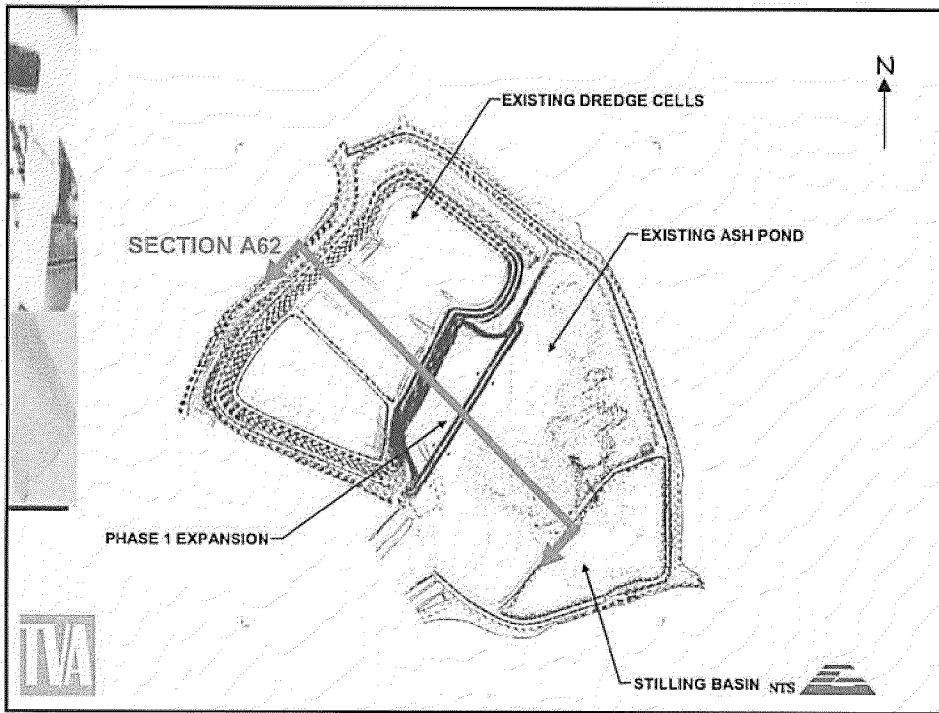 N
EXISTING DREDGE CELLS
EXISTING ASH POND
SECTION A62
PHASE 1 EXPANSION
TVA
STILLING BASIN
NTS